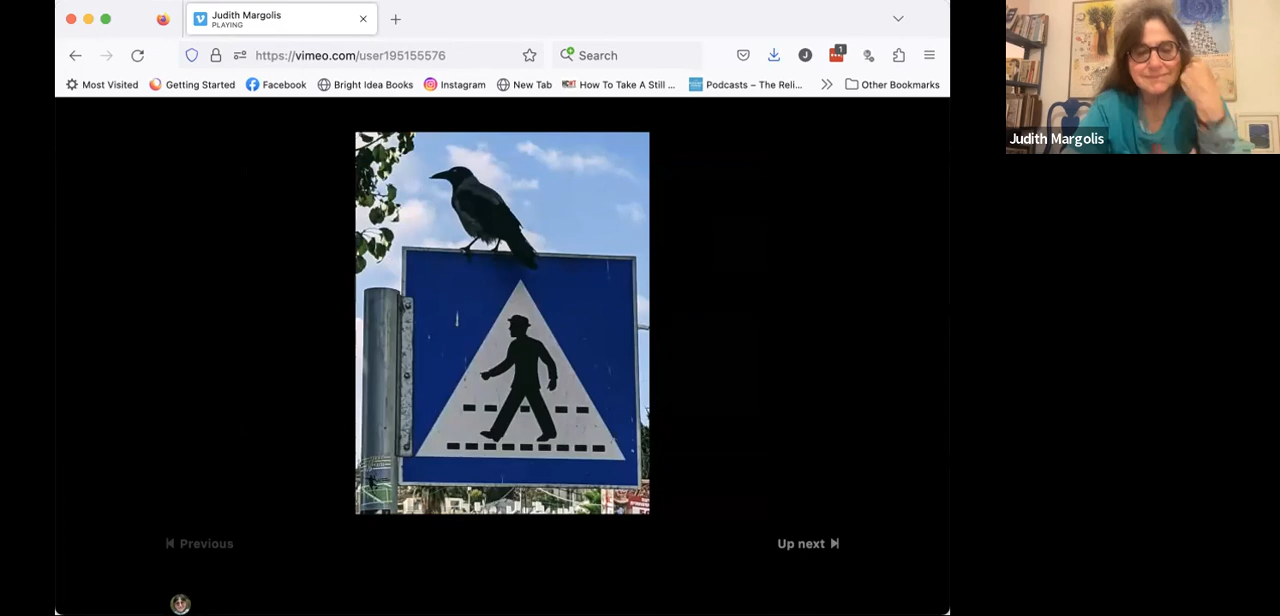 Judith Margolis
PLAYING
https://vimeo.com/user195155576
Search
1
J
Most Visited
Getting Started
Facebook
Bright Idea Books
Instagram
New Tab
How To Take A Still ...
Podcasts – The Reli...
Other Bookmarks
Judith Margolis
Previous
Up next